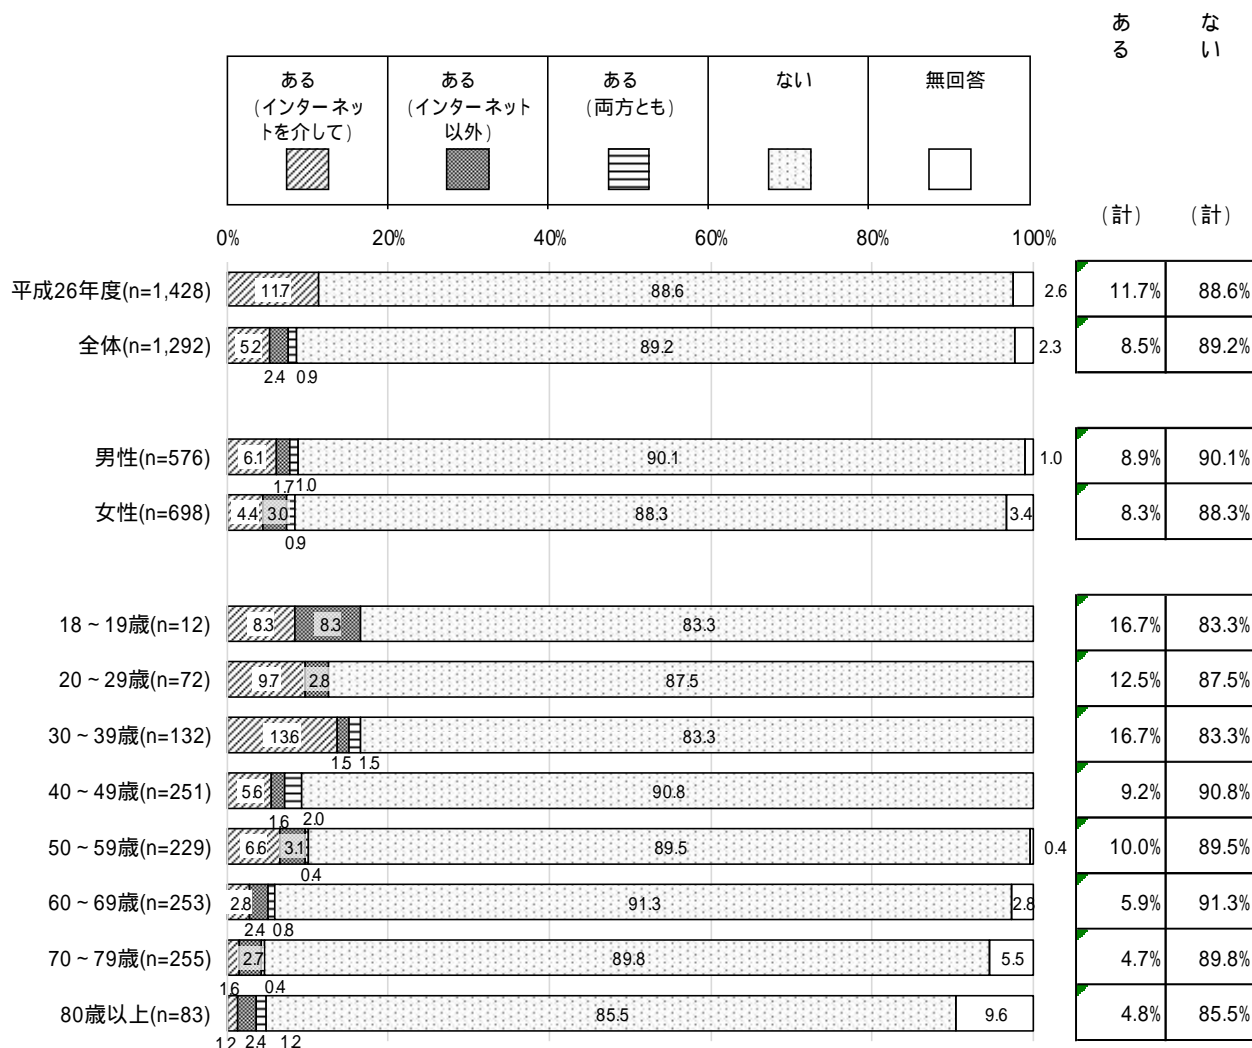 ある
ない
ある
(インターネッ
トを介して)
ある
(インターネット
以外)
ある
(両方とも)
ない
無回答
(計)
(計)
0%
20%
40%
60%
80%
100%
平成26年度(n=1,428) 11.7 88.6 2.6 11.7% 88.6%
全体(n=1,292) 5.2 89.2 2.3 8.5% 89.2%
2.4 0.9
男性(n=576) 6.1 90.1 1.0 8.9% 90.1%
1.7 1.0
女性(n=698) 4.4 3.0 88.3 3.4 8.3% 88.3%
0.9
18~19歳(n=12) 8.3 8.3 83.3 16.7% 83.3%
20~29歳(n=72) 9.7 2.8 87.5 12.5% 87.5%
30~39歳(n=132) 13.6 83.3 16.7% 83.3%
1.5 1.5
40~49歳(n=251) 5.6 90.8 9.2% 90.8%
1.6 2.0
50~59歳(n=229) 6.6 3.1 89.5 0.4 10.0% 89.5%
0.4
60~69歳(n=253) 2.8 91.3 2.8 5.9% 91.3%
2.4 0.8
70~79歳(n=255) 2.7 89.8 5.5 4.7% 89.8%
1.6 0.4
80歳以上(n=83) 85.5 9.6 4.8% 85.5%
1.2 2.4 1.2